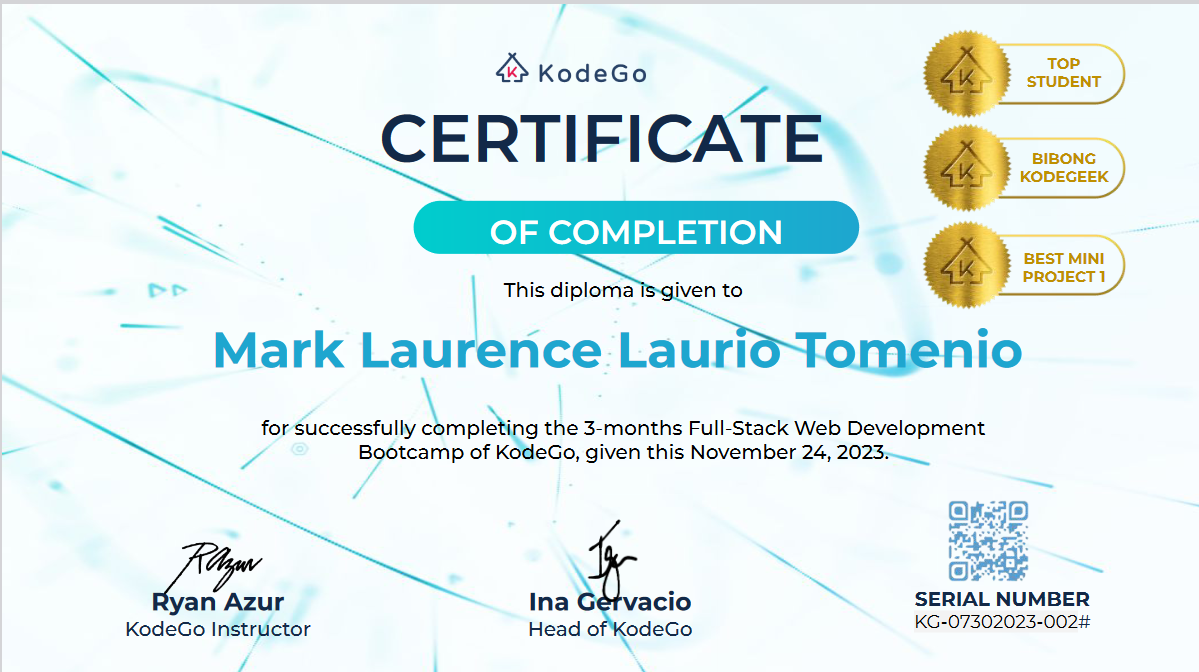 KodeGo
CERTIFICATE
OF COMPLETION
This diploma is given to
Mark Laurence Laurio Tomenio
for successfully completing the 3-months Full-Stack Web Development
Bootcamp of KodeGo, given this November 24, 2023.
TOP
STUDENT
BIBONG
KODEGEEK
BEST MINI
PROJECT 1
Ryan Azur
KodeGo Instructor
Ina Gervacio
Head of KodeGo
SERIAL NUMBER
KG-07302023-002#